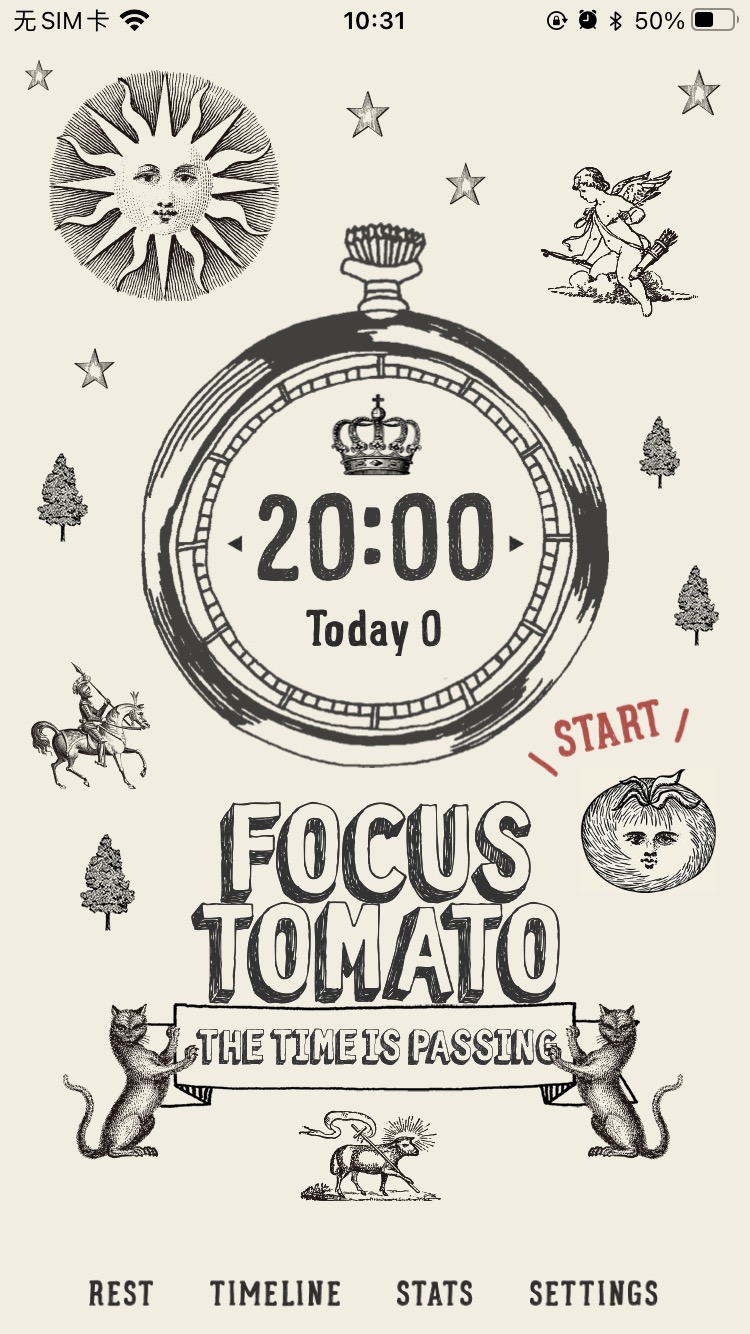 无SIM卡 10:31 50%
20:00
Today 0
\ START /
FOCUS
TOMATO
THE TIME IS PASSING
REST TIMELINE STATS SETTINGS